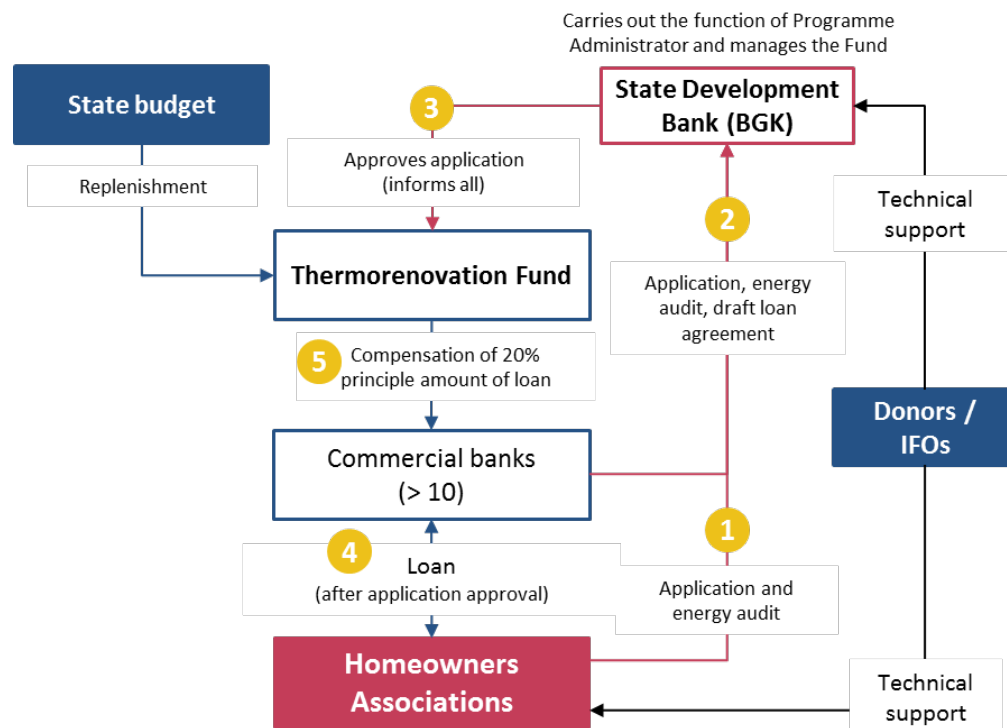 Carries out the function of Programme
Administrator and manages the Fund
State budget
State Development
Bank (BGK)
3
Replenishment
Approves application
(informs all)
2
Technical
support
Thermorenovation Fund
Application, energy
audit, draft loan
agreement
5
Compensation of 20%
principle amount of loan
Donors /
IFOs
Commercial banks
(> 10)
1
4
Loan
(after application approval)
Application and
energy audit
Homeowners
Associations
Technical
support